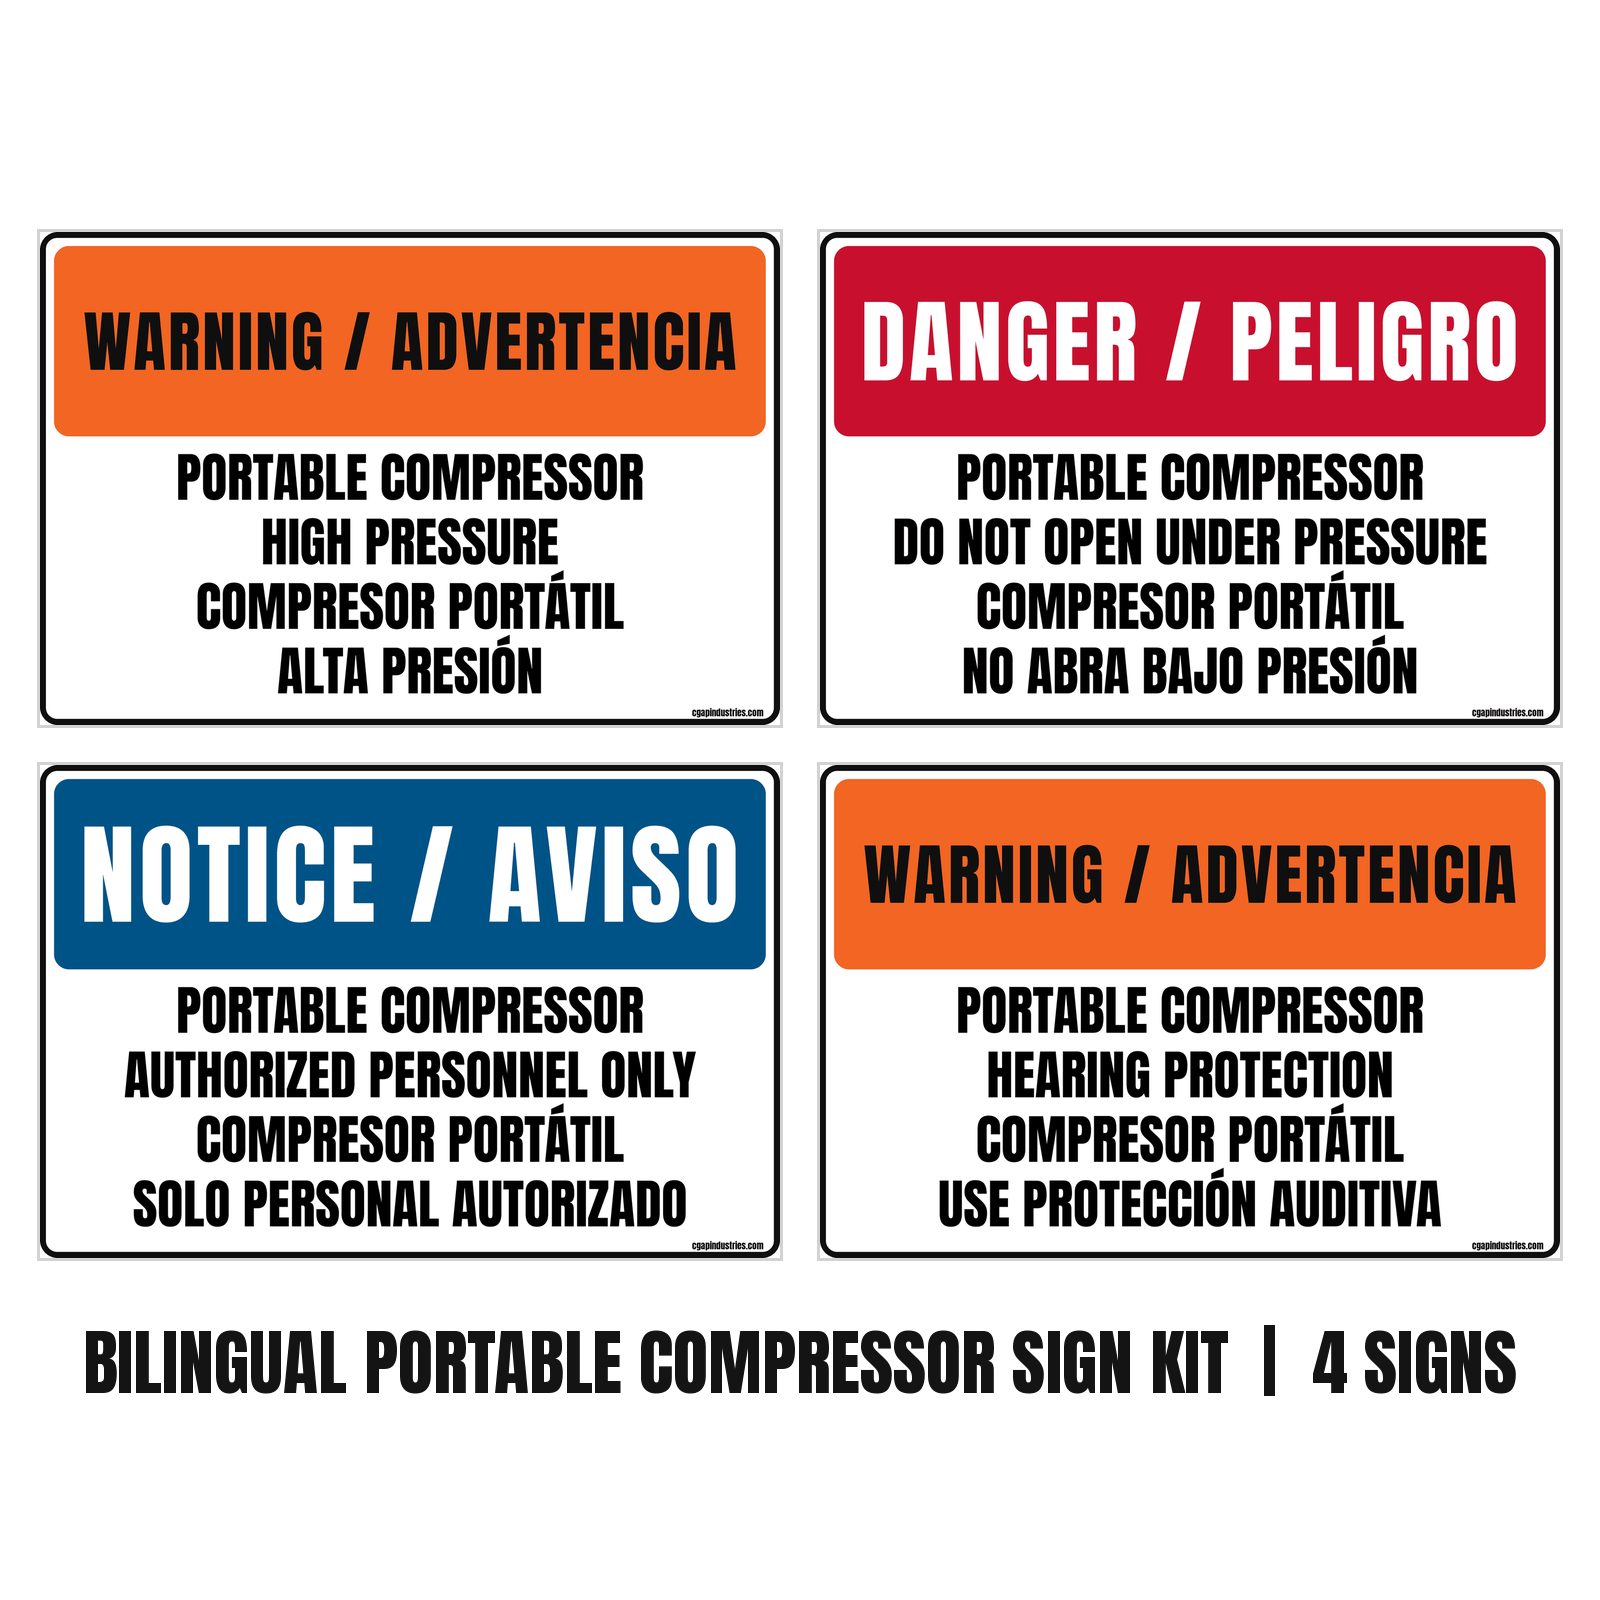 WARNING / ADVERTENCIA
PORTABLE COMPRESSOR
HIGH PRESSURE
COMPRESOR PORTÁTIL
ALTA PRESIÓN
cgapindustries.com
DANGER / PELIGRO
PORTABLE COMPRESSOR
DO NOT OPEN UNDER PRESSURE
COMPRESOR PORTÁTIL
NO ABRA BAJO PRESIÓN
cgapindustries.com
NOTICE / AVISO
PORTABLE COMPRESSOR
AUTHORIZED PERSONNEL ONLY
COMPRESOR PORTÁTIL
SOLO PERSONAL AUTORIZADO
cgapindustries.com
WARNING / ADVERTENCIA
PORTABLE COMPRESSOR
HEARING PROTECTION
COMPRESOR PORTÁTIL
USE PROTECCIÓN AUDITIVA
cgapindustries.com
BILINGUAL PORTABLE COMPRESSOR SIGN KIT | 4 SIGNS